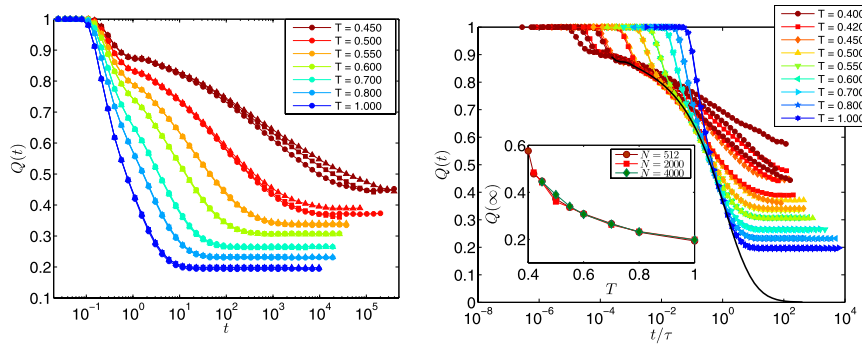 1
0.9
0.8
0.7
0.6
0.5
0.4
0.3
0.2
0.1
Q(t)
10⁻² 10⁻¹ 10⁰ 10¹ 10² 10³ 10⁴ 10⁵
t
T = 0.450
T = 0.500
T = 0.550
T = 0.600
T = 0.700
T = 0.800
T = 1.000
1
0.9
0.8
0.7
0.6
0.5
0.4
0.3
0.2
0.1
0
Q(t)
10⁻⁸ 10⁻⁶ 10⁻⁴ 10⁻² 10⁰ 10² 10⁴
t/τ
T = 0.400
T = 0.420
T = 0.450
T = 0.500
T = 0.550
T = 0.600
T = 0.700
T = 0.800
T = 1.000
0.6
0.4
0.2
Q(∞)
0.4 0.6 0.8 1
T
N = 512
N = 2000
N = 4000